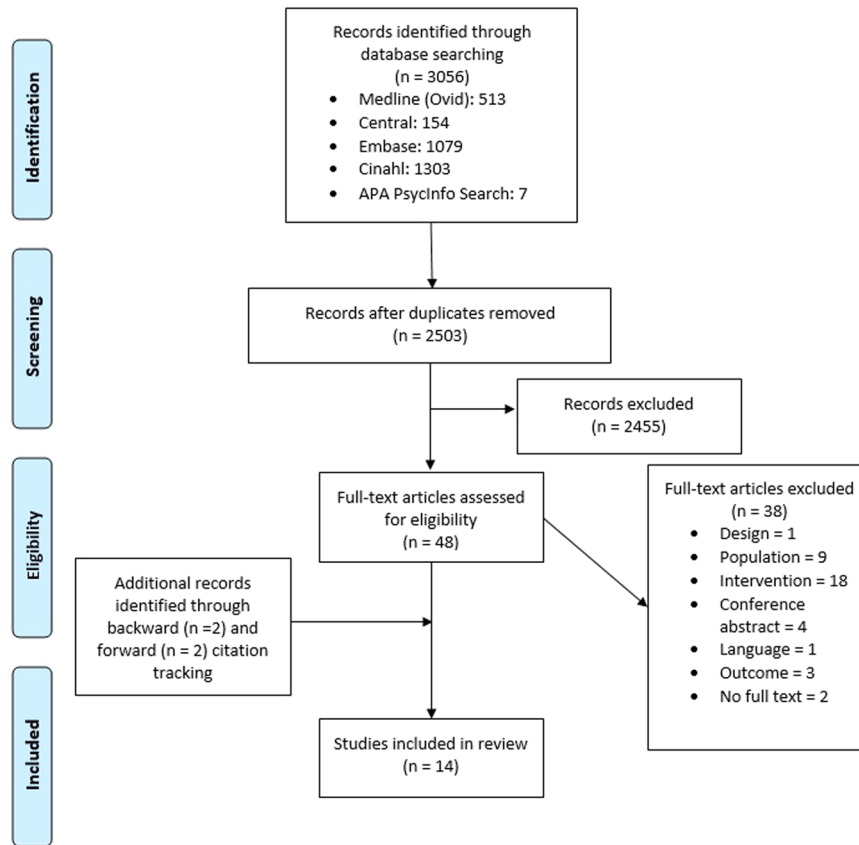 Identification
Records identified through
database searching
(n = 3056)
• Medline (Ovid): 513
• Central: 154
• Embase: 1079
• Cinahl: 1303
• APA PsycInfo Search: 7
Screening
Records after duplicates removed
(n = 2503)
Records excluded
(n = 2455)
Eligibility
Full-text articles assessed
for eligibility
(n = 48)
Full-text articles excluded
(n = 38)
• Design = 1
• Population = 9
• Intervention = 18
• Conference
abstract = 4
• Language = 1
• Outcome = 3
• No full text = 2
Additional records
identified through
backward (n =2) and
forward (n = 2) citation
tracking
Included
Studies included in review
(n = 14)